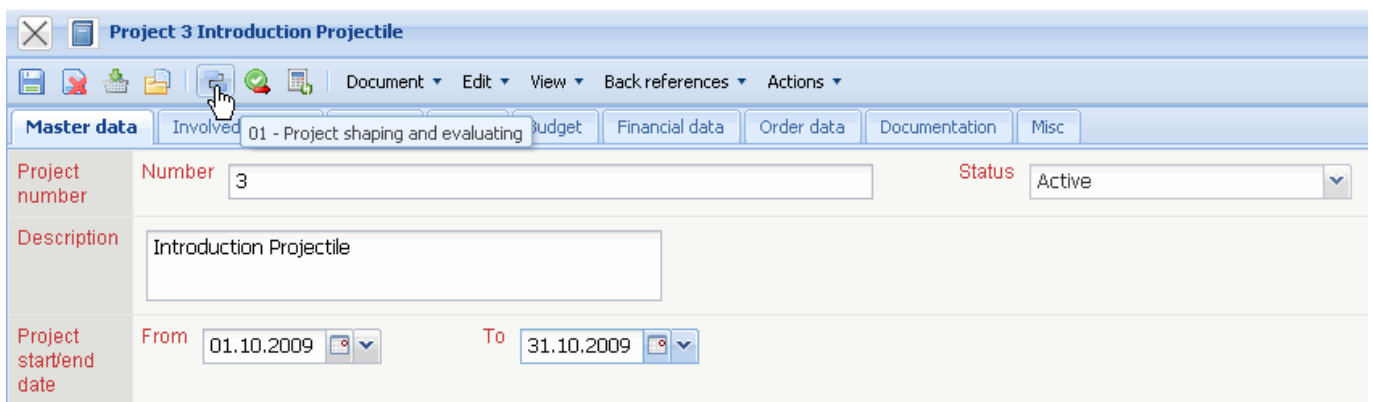 Project 3 Introduction Projectile
Document Edit View Back references Actions
Master data Involved Budget Financial data Order data Documentation Misc
01 - Project shaping and evaluating
Project number
Number 3 Status Active
Description
Introduction Projectile
Project start/end date
From 01.10.2009 To 31.10.2009